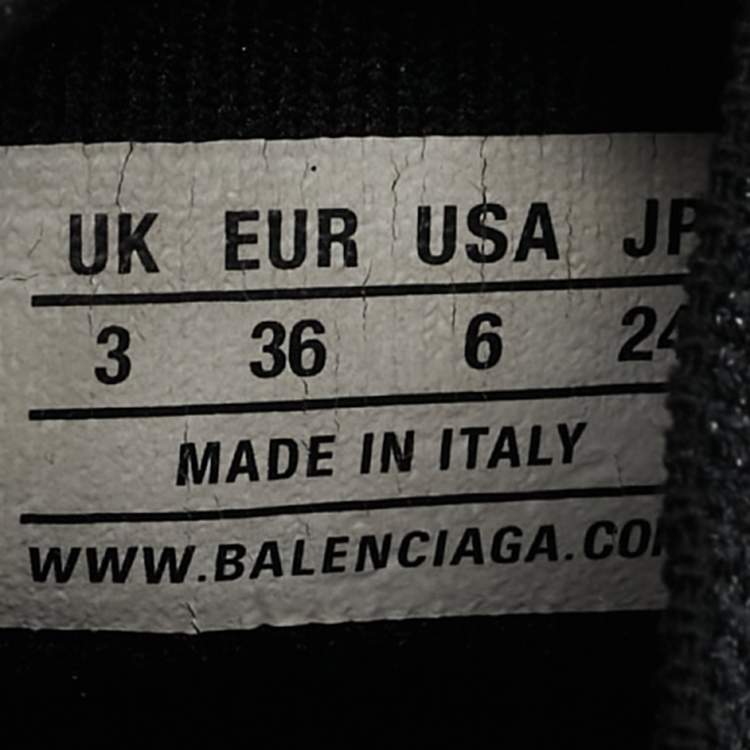 UK EUR USA JP
3 36 6 24
MADE IN ITALY
WWW.BALENCIAGA.CO